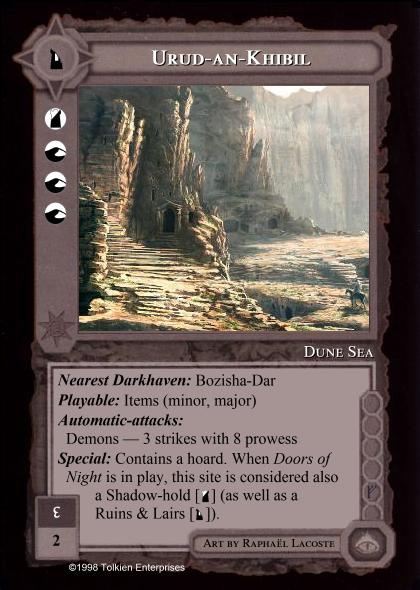 Urud-an-Khibil
Dune Sea
Nearest Darkhaven: Bozisha-Dar
Playable: Items (minor, major)
Automatic-attacks:
Demons — 3 strikes with 8 prowess
Special: Contains a hoard. When Doors of
Night is in play, this site is considered also
a Shadow-hold [ ] (as well as a
Ruins & Lairs [ ]).
2
Art by Raphaël Lacoste
©1998 Tolkien Enterprises